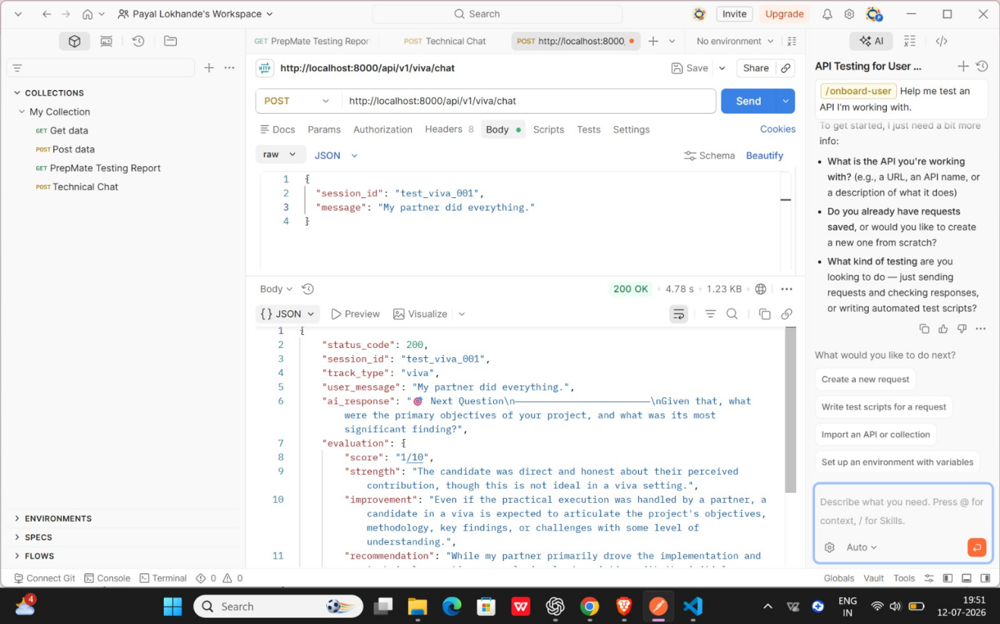 Payal Lokhande's Workspace
Search
Invite
Upgrade
GET PrepMate Testing Repor
POST Technical Chat
POST http://localhost:8000,
No environment
AI
http://localhost:8000/api/v1/viva/chat
Save
Share
POST
http://localhost:8000/api/v1/viva/chat
Send
Docs
Params
Authorization
Headers 8
Body
Scripts
Tests
Settings
Cookies
raw
JSON
Schema
Beautify
1 {
2 "session_id": "test_viva_001",
3 "message": "My partner did everything."
4 }
COLLECTIONS
My Collection
GET Get data
POST Post data
GET PrepMate Testing Report
POST Technical Chat
ENVIRONMENTS
SPECS
FLOWS
Body
200 OK
4.78 s
1.23 KB
{} JSON
Preview
Visualize
1 {
2 "status_code": 200,
3 "session_id": "test_viva_001",
4 "track_type": "viva",
5 "user_message": "My partner did everything.",
6 "ai_response": "🎯 Next Question\n————————————————————————\nGiven that, what
were the primary objectives of your project, and what was its most
significant finding?",
7 "evaluation": {
8 "score": "1/10",
9 "strength": "The candidate was direct and honest about their perceived
contribution, though this is not ideal in a viva setting.",
10 "improvement": "Even if the practical execution was handled by a partner, a
candidate in a viva is expected to articulate the project's objectives,
methodology, key findings, or challenges with some level of
understanding.",
11 "recommendation": "While my partner primarily drove the implementation and
API Testing for User ...
/onboard-user Help me test an
API I'm working with.
To get started, I just need a bit more
info:
• What is the API you're working
with? (e.g., a URL, an API name, or
a description of what it does)
• Do you already have requests
saved, or would you like to create
a new one from scratch?
• What kind of testing are you
looking to do — just sending
requests and checking responses,
or writing automated test scripts?
What would you like to do next?
Create a new request
Write test scripts for a request
Import an API or collection
Set up an environment with variables
Describe what you need. Press @ for
context, / for Skills.
Auto
Connect Git
Console
Terminal
0
0
Globals
Vault
Tools
4
Search
ENG
IN
19:51
12-07-2026